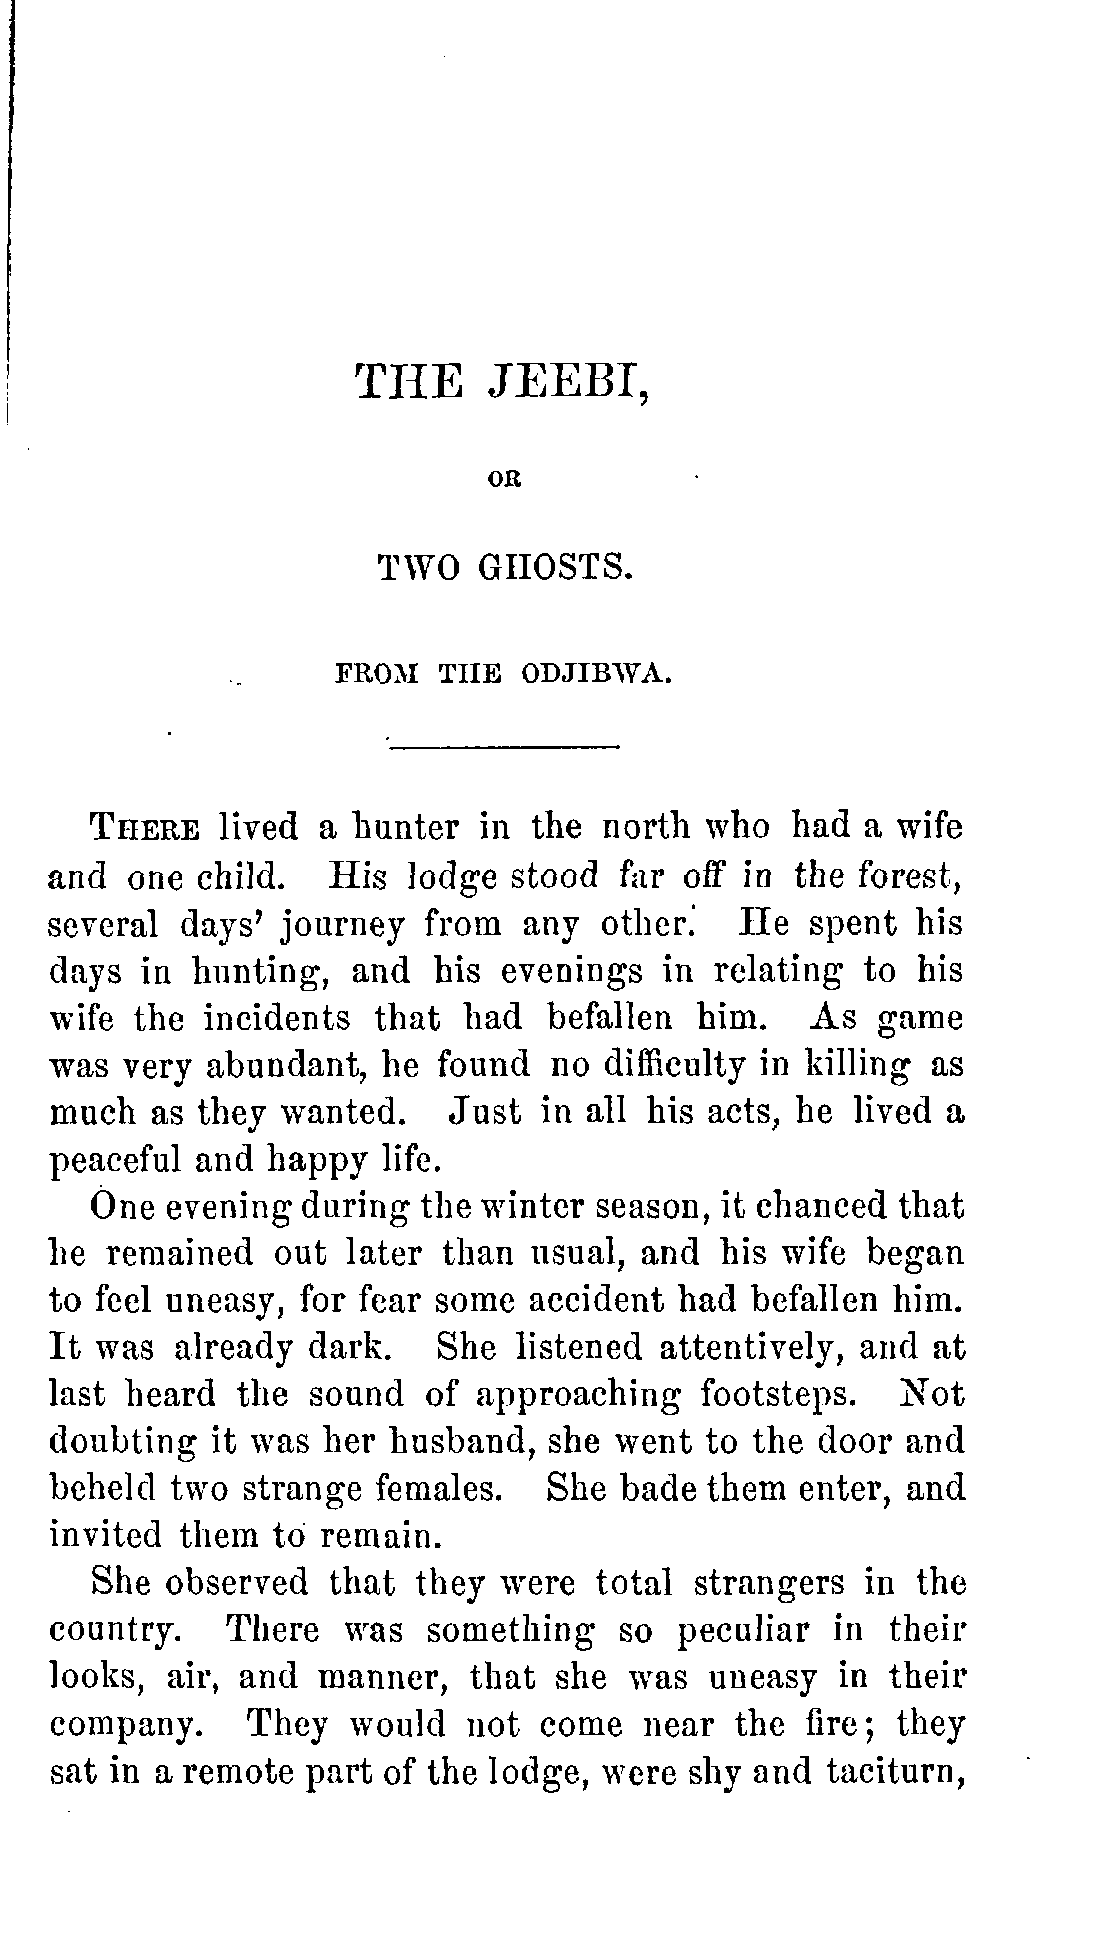 THE JEEBI,
OR
TWO GHOSTS.
FROM THE ODJIBWA.
THERE lived a hunter in the north who had a wife
and one child. His lodge stood far off in the forest,
several days' journey from any other. He spent his
days in hunting, and his evenings in relating to his
wife the incidents that had befallen him. As game
was very abundant, he found no difficulty in killing as
much as they wanted. Just in all his acts, he lived a
peaceful and happy life.
One evening during the winter season, it chanced that
he remained out later than usual, and his wife began
to feel uneasy, for fear some accident had befallen him.
It was already dark. She listened attentively, and at
last heard the sound of approaching footsteps. Not
doubting it was her husband, she went to the door and
beheld two strange females. She bade them enter, and
invited them to remain.
She observed that they were total strangers in the
country. There was something so peculiar in their
looks, air, and manner, that she was uneasy in their
company. They would not come near the fire; they
sat in a remote part of the lodge, were shy and taciturn,